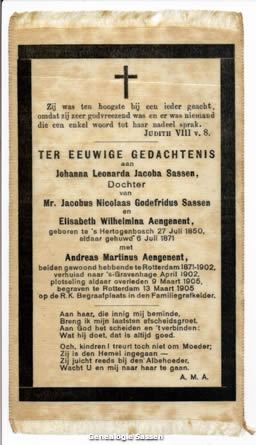 Zij was ten hoogste bij een ieder geacht,
omdat zij zeer godvreezend was en er was niemand
die een enkel woord tot haar nadeel sprak.
JUDITH VIII v. 8.
TER EEUWIGE GEDACHTENIS
aan
Johanna Leonarda Jacoba Sassen,
Dochter
van
Mr. Jacobus Nicolaas Godefridus Sassen
en
Elisabeth Wilhelmina Aengenent,
geboren te 's Hertogenbosch 27 Juli 1850,
aldaar gehuwd 6 Juli 1871
met
Andreas Martinus Aengenent,
beiden gewoond hebbende te Rotterdam 1871-1902,
verhuisd naar 's-Gravenhage April 1902,
plotseling aldaar overleden 9 Maart 1905,
begraven te Rotterdam 13 Maart 1905
op de R.K. Begraafplaats in den Familiegrafkelder.
Aan haar, die innig mij beminde,
Breng ik mijn laatsten afscheidsgroet.
Aan God het scheiden en 't verbinden:
Wat hij doet, dat is altijd goed.
Och, kindren! treurt toch niet om Moeder;
Zij is den Hemel ingegaan —
Zij juicht reeds bij den Albehoeder,
Wacht U en mij naar haar te gaan.
A. M. A.
Genealogie Sassen